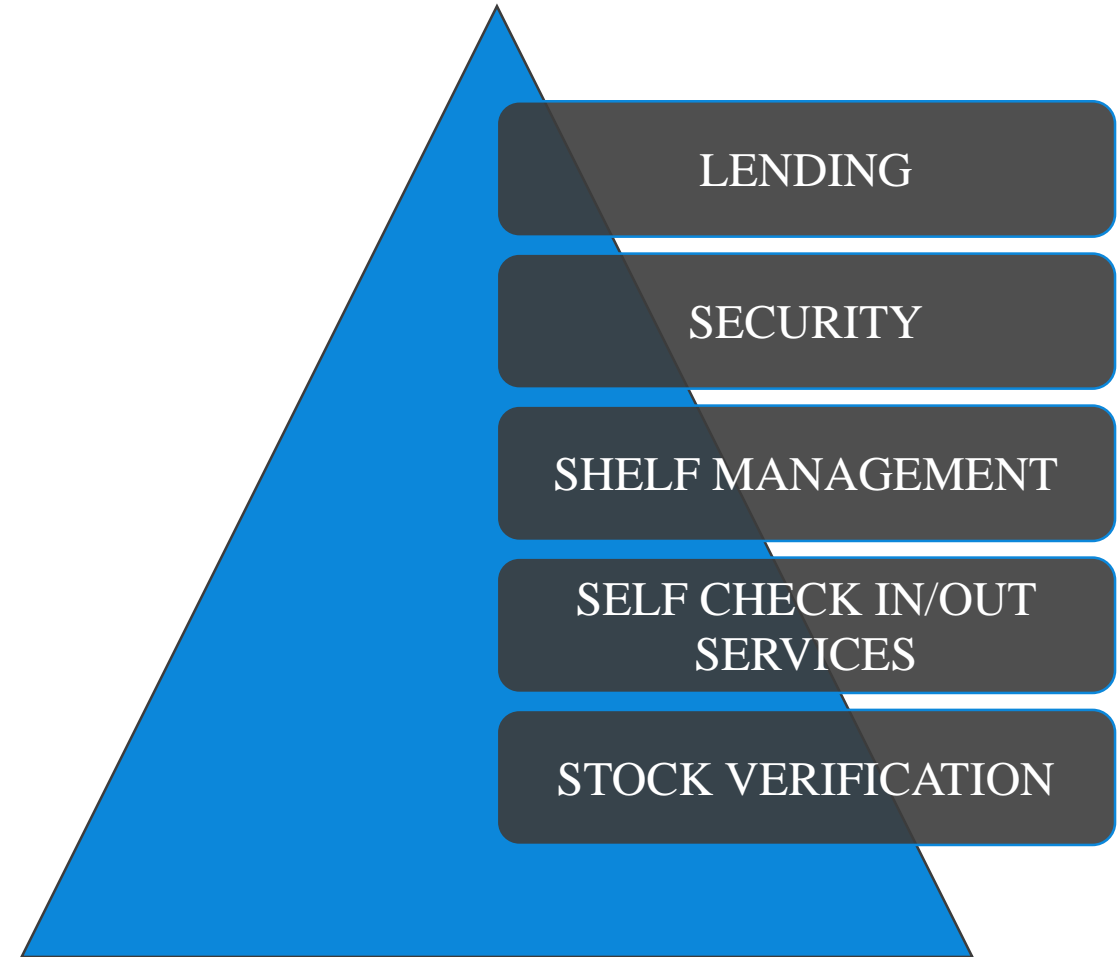 LENDING
SECURITY
SHELF MANAGEMENT
SELF CHECK IN/OUT
SERVICES
STOCK VERIFICATION